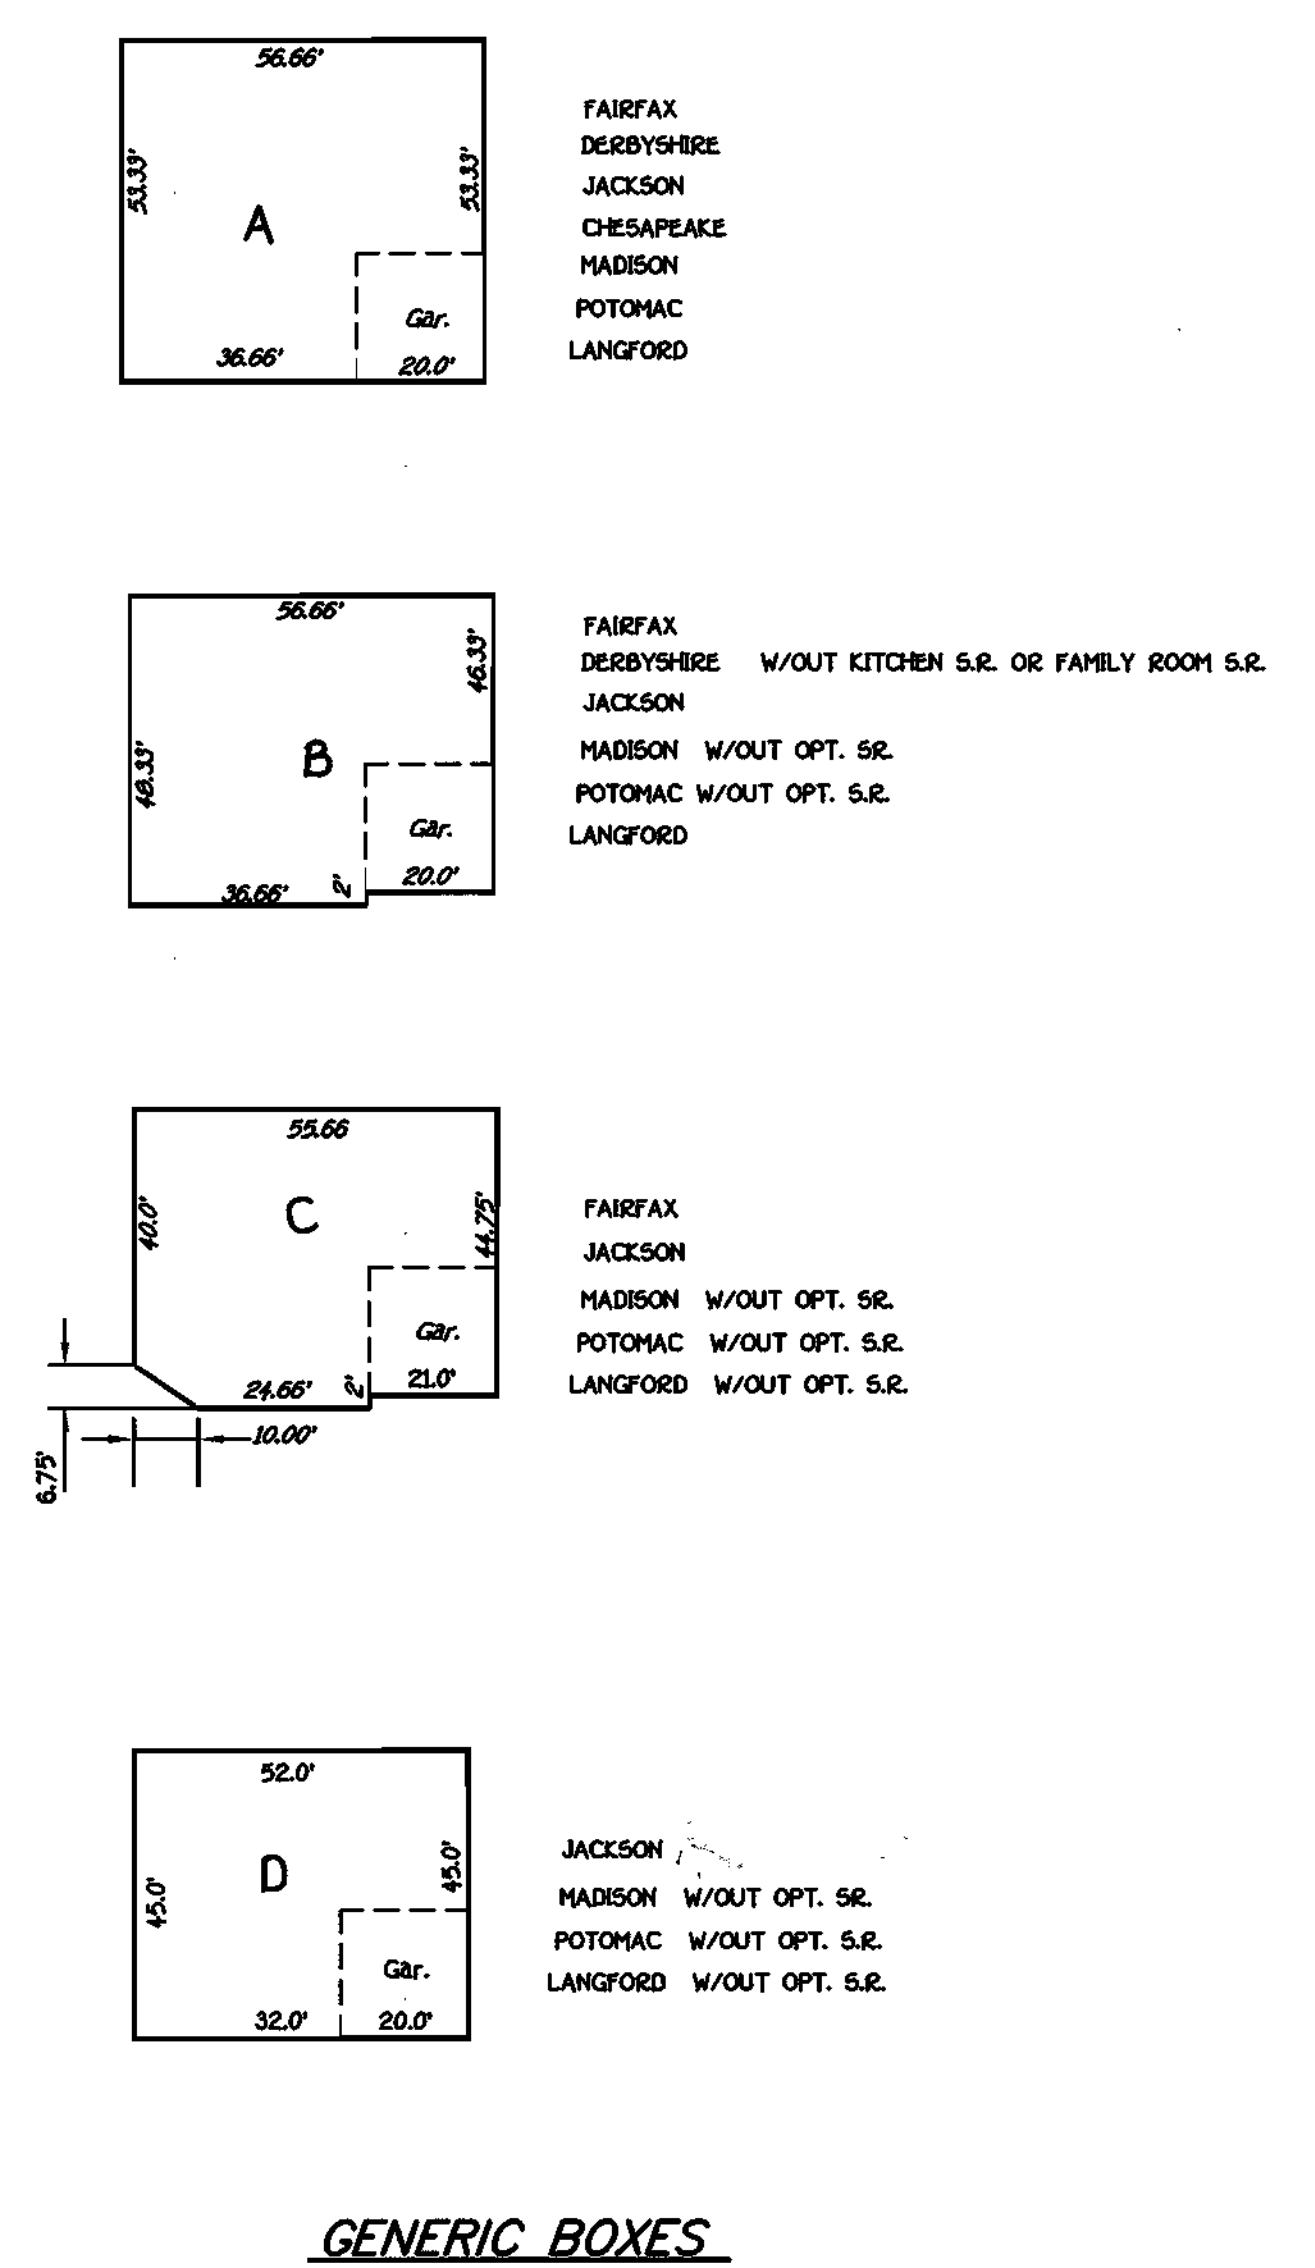 56.66'
53.33'
53.33'
A
Gar.
36.66'
20.0'
FAIRFAX
DERBYSHIRE
JACKSON
CHESAPEAKE
MADISON
POTOMAC
LANGFORD
56.66'
46.33'
48.33'
B
Gar.
20.0'
36.66'
2'
FAIRFAX
DERBYSHIRE W/OUT KITCHEN S.R. OR FAMILY ROOM S.R.
JACKSON
MADISON W/OUT OPT. SR.
POTOMAC W/OUT OPT. S.R.
LANGFORD
55.66
40.0'
C
44.75'
Gar.
21.0'
24.66'
2'
10.00'
6.75'
FAIRFAX
JACKSON
MADISON W/OUT OPT. SR.
POTOMAC W/OUT OPT. S.R.
LANGFORD W/OUT OPT. S.R.
52.0'
45.0'
D
45.0'
Gar.
32.0'
20.0'
JACKSON
MADISON W/OUT OPT. SR.
POTOMAC W/OUT OPT. S.R.
LANGFORD W/OUT OPT. S.R.
GENERIC BOXES